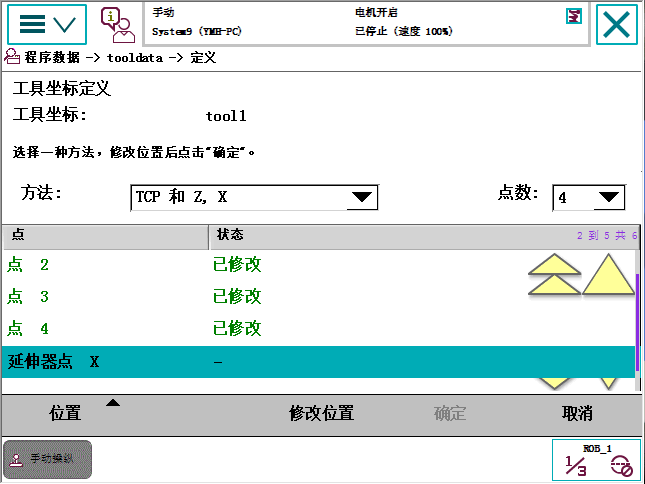 手动
电机开启
System9 (YMH-PC)
已停止 (速度 100%)
程序数据 -> tooldata -> 定义
工具坐标定义
工具坐标: tool1
选择一种方法，修改位置后点击"确定"。
方法: TCP 和 Z, X 点数: 4
点 状态 2 到 5 共 6
点 2 已修改
点 3 已修改
点 4 已修改
延伸器点 X -
位置 修改位置 确定 取消
手动操纵
ROB_1
1/3